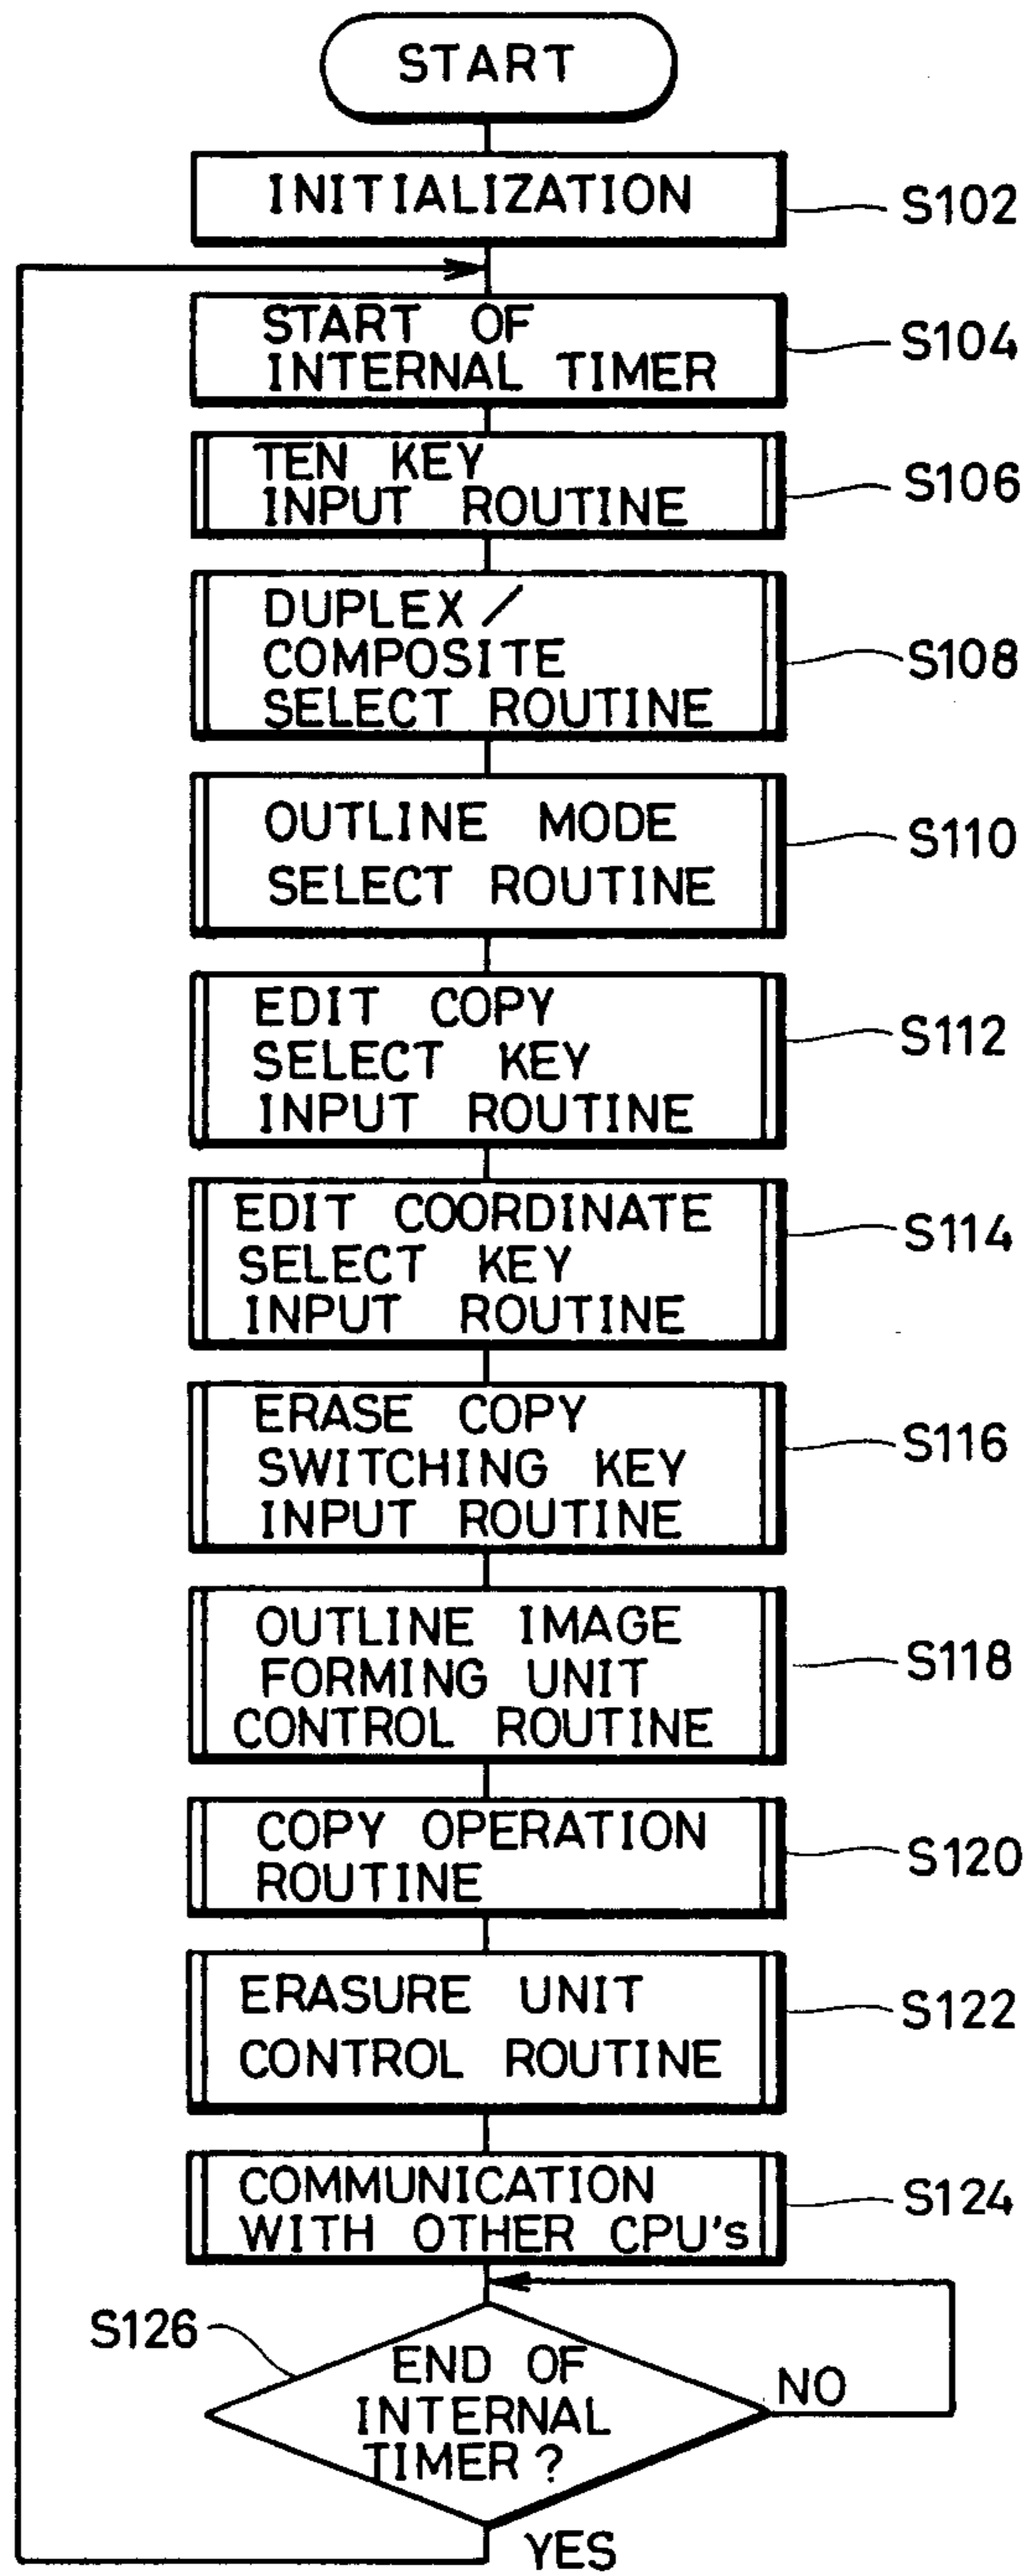 START
INITIALIZATION
S102
START OF
INTERNAL TIMER
S104
TEN KEY
INPUT ROUTINE
S106
DUPLEX /
COMPOSITE
SELECT ROUTINE
S108
OUTLINE MODE
SELECT ROUTINE
S110
EDIT COPY
SELECT KEY
INPUT ROUTINE
S112
EDIT COORDINATE
SELECT KEY
INPUT ROUTINE
S114
ERASE COPY
SWITCHING KEY
INPUT ROUTINE
S116
OUTLINE IMAGE
FORMING UNIT
CONTROL ROUTINE
S118
COPY OPERATION
ROUTINE
S120
ERASURE UNIT
CONTROL ROUTINE
S122
COMMUNICATION
WITH OTHER CPU's
S124
S126
END OF
INTERNAL
TIMER ?
NO
YES